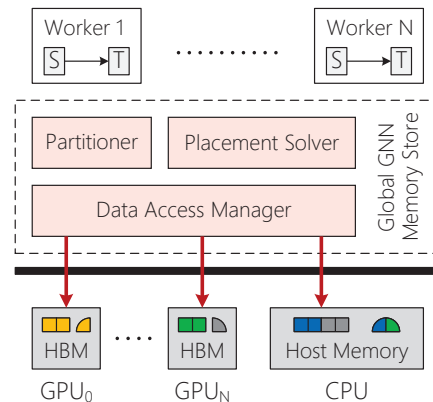 Worker 1
Worker N
S T
S T
Partitioner
Placement Solver
Data Access Manager
Global GNN
Memory Store
HBM
HBM
Host Memory
GPU₀
GPU_N
CPU